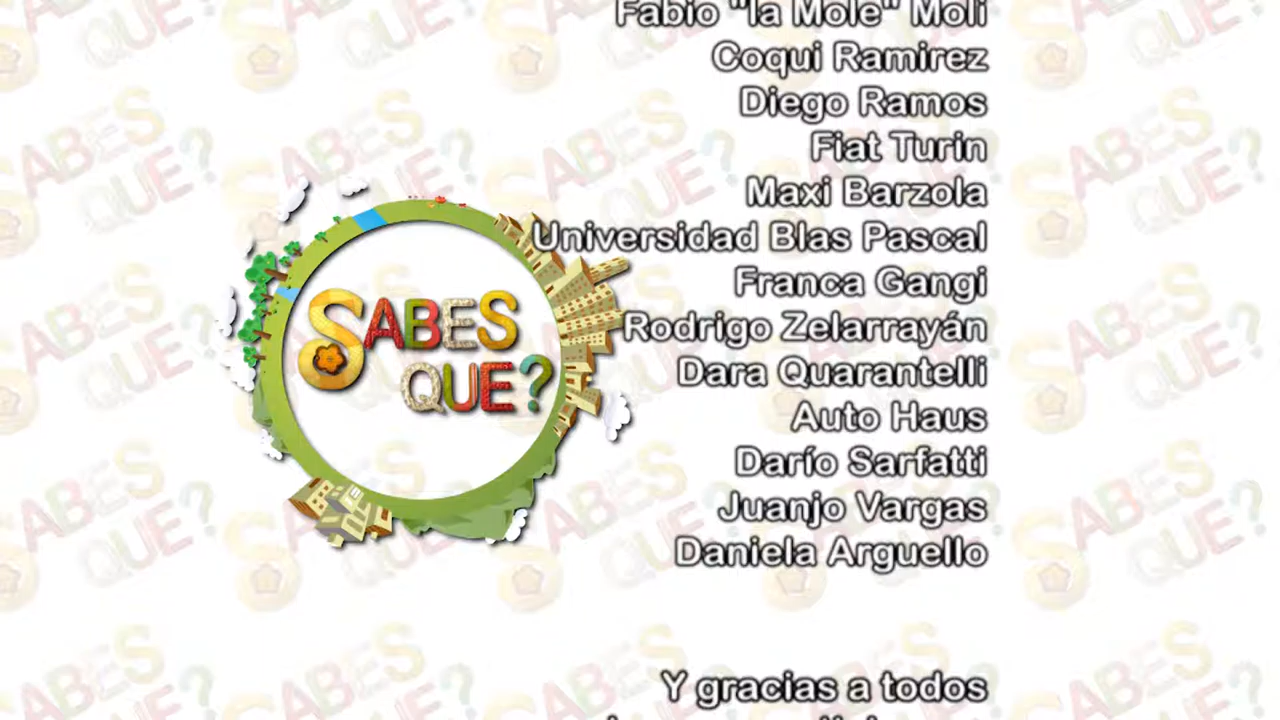 Fabio "la Mole" Moli
Coqui Ramirez
Diego Ramos
Fiat Turin
Maxi Barzola
Universidad Blas Pascal
Franca Gangi
Rodrigo Zelarrayán
Dara Quarantelli
Auto Haus
Darío Sarfatti
Juanjo Vargas
Daniela Arguello
Y gracias a todos
SABES
QUE?